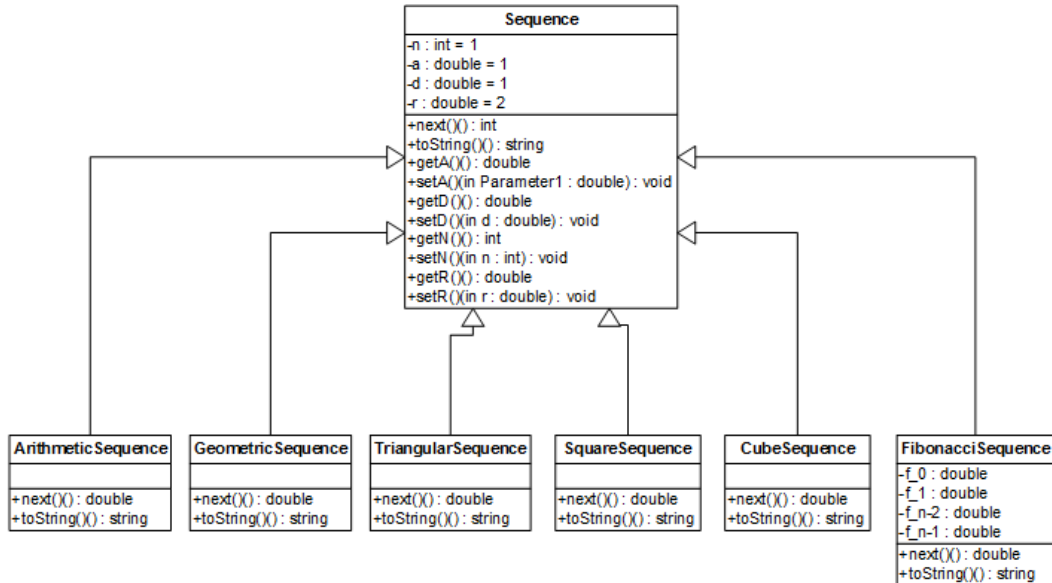 Sequence
-n : int = 1
-a : double = 1
-d : double = 1
-r : double = 2
+next()() : int
+toString()() : string
+getA()() : double
+setA()(in Parameter1 : double) : void
+getD()() : double
+setD()(in d : double) : void
+getN()() : int
+setN()(in n : int) : void
+getR()() : double
+setR()(in r : double) : void
ArithmeticSequence
+next()() : double
+toString()() : string
GeometricSequence
+next()() : double
+toString()() : string
TriangularSequence
+next()() : double
+toString()() : string
SquareSequence
+next()() : double
+toString()() : string
CubeSequence
+next()() : double
+toString()() : string
FibonacciSequence
-f_0 : double
-f_1 : double
-f_n-2 : double
-f_n-1 : double
+next()() : double
+toString()() : string